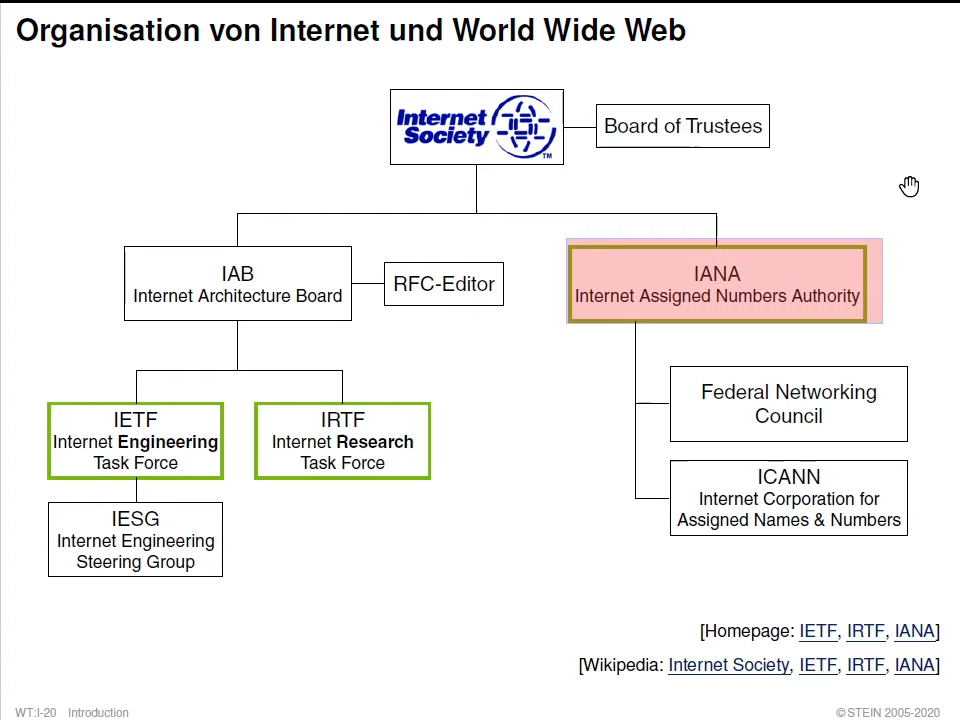 Organisation von Internet und World Wide Web
Internet
Society
TM
Board of Trustees
IAB
Internet Architecture Board
RFC-Editor
IANA
Internet Assigned Numbers Authority
IETF
Internet Engineering
Task Force
IRTF
Internet Research
Task Force
Federal Networking
Council
IESG
Internet Engineering
Steering Group
ICANN
Internet Corporation for
Assigned Names & Numbers
[Homepage: IETF, IRTF, IANA]
[Wikipedia: Internet Society, IETF, IRTF, IANA]
WT:I-20 Introduction
© STEIN 2005-2020